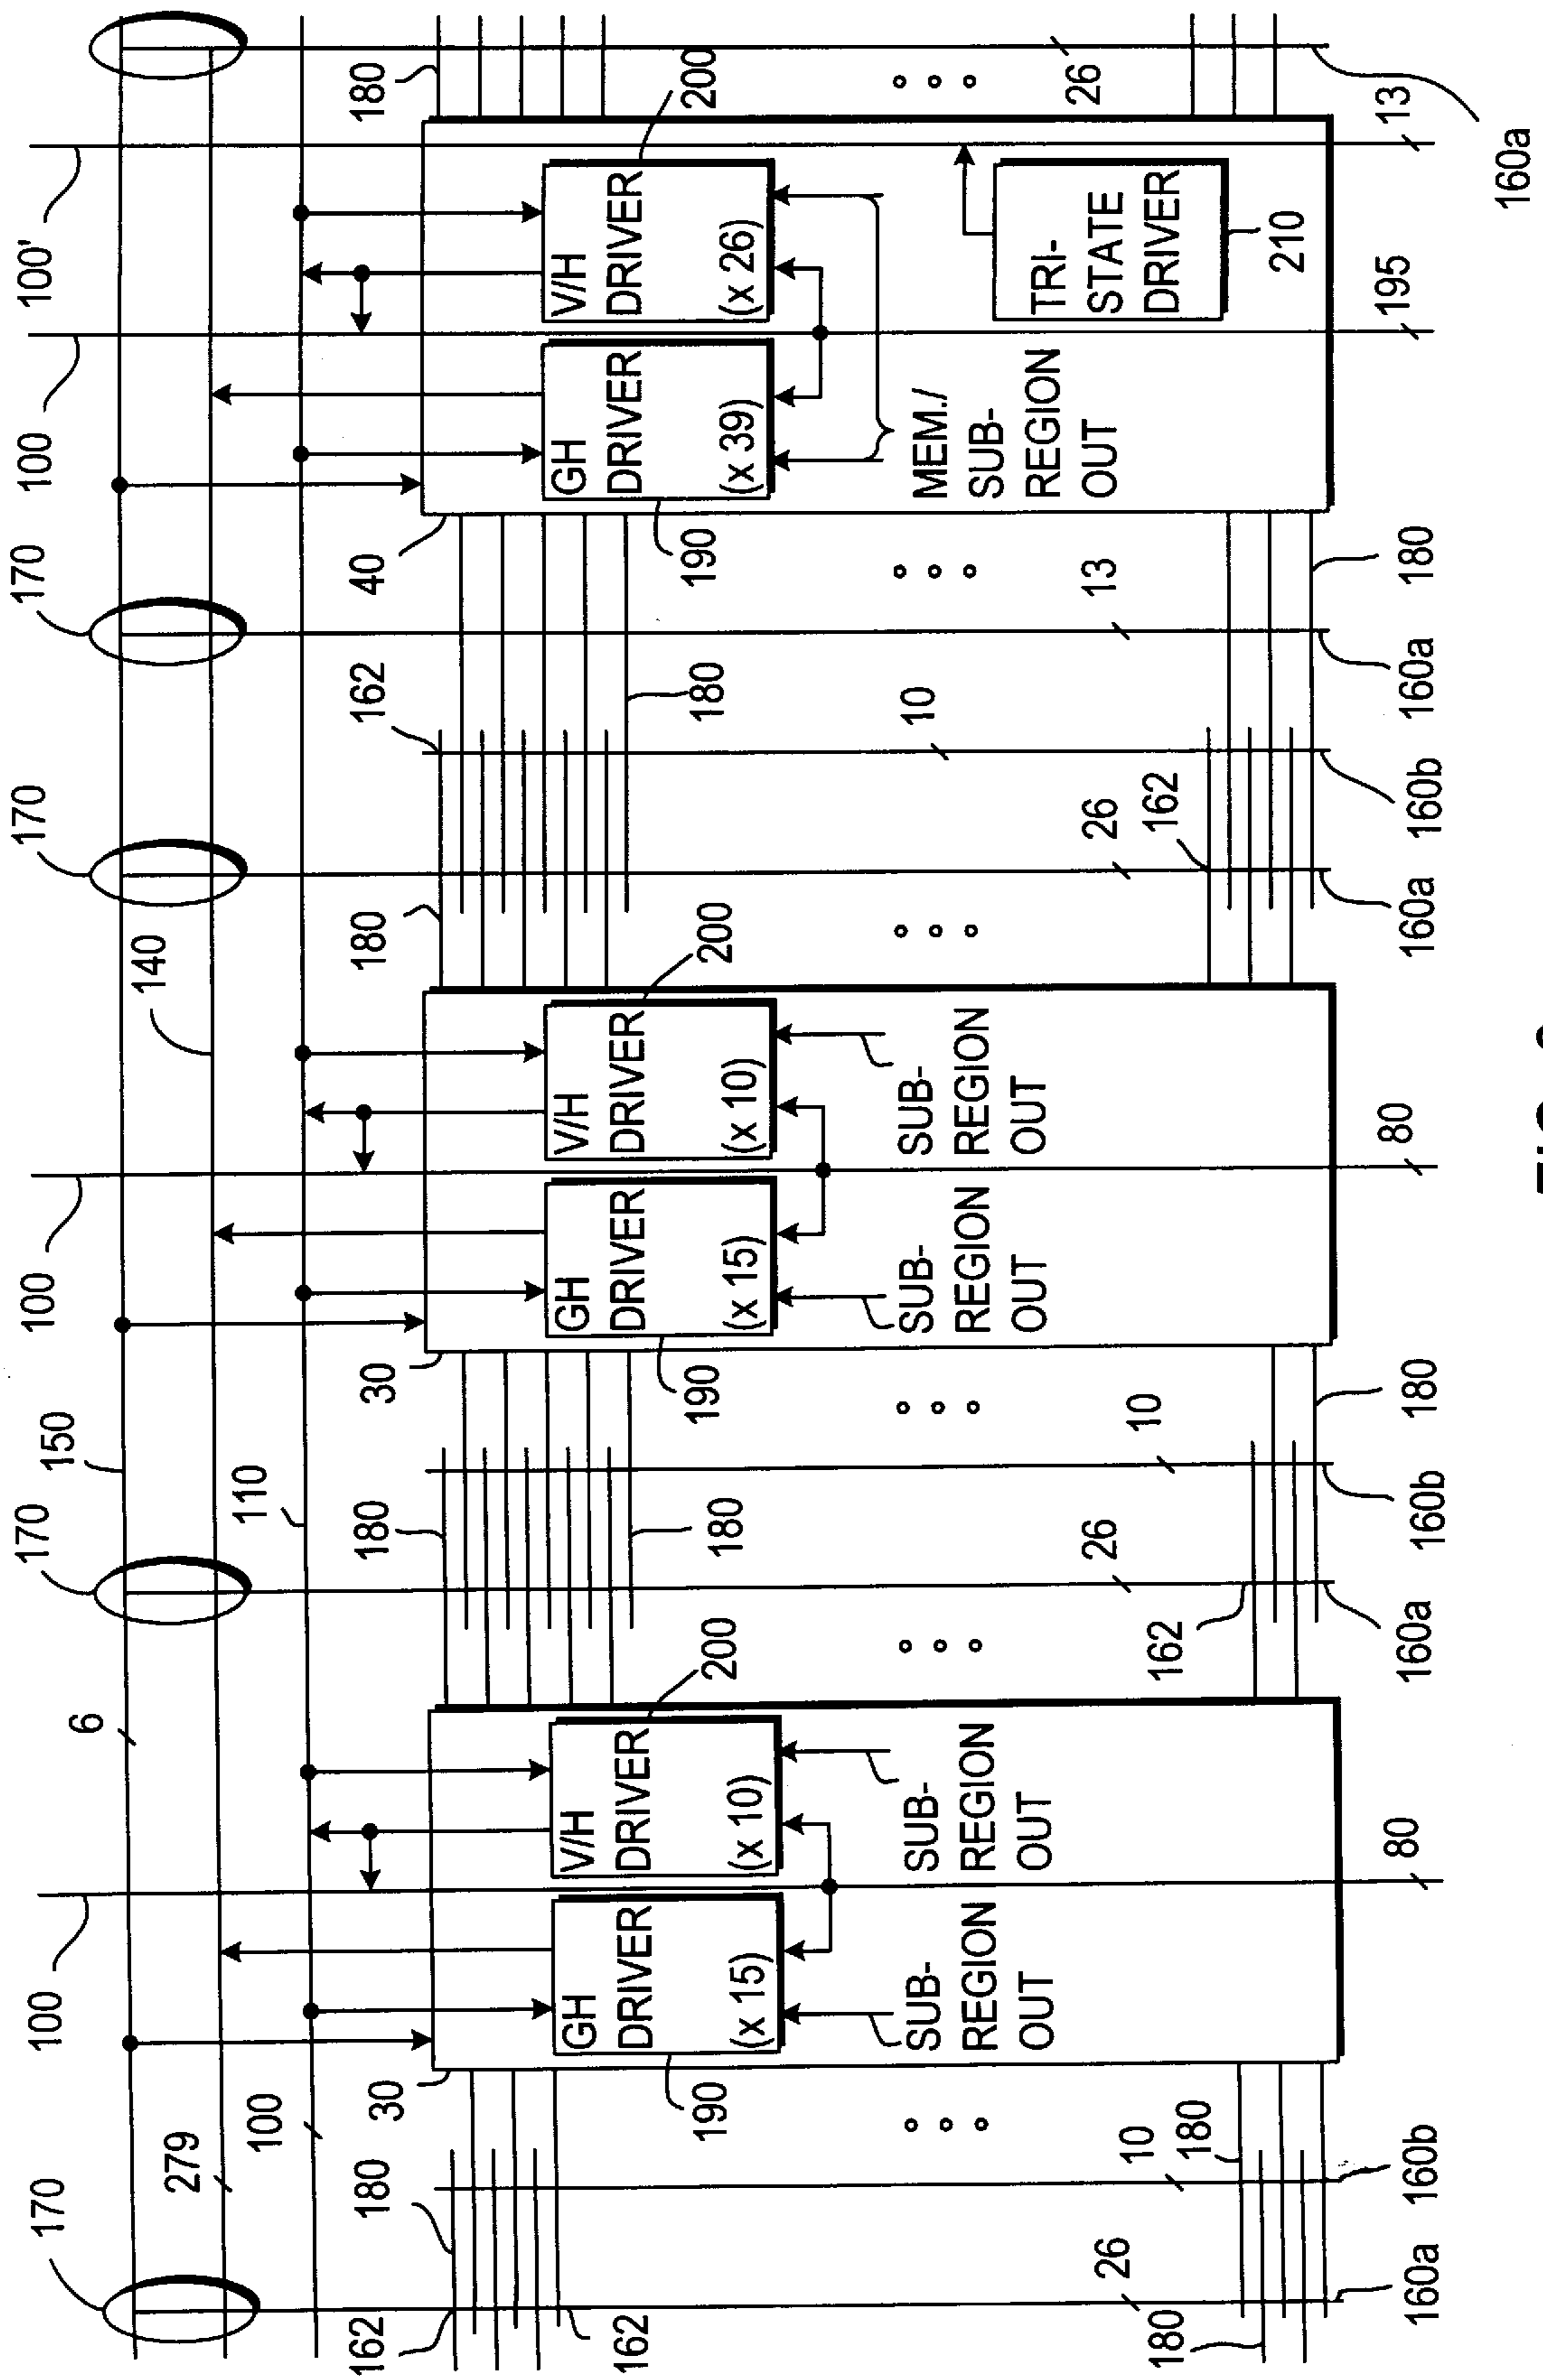 170
100
170
100
170
170
100
100'
6
150
279
140
100
110
162
180
30
180
30
180
162
40
180
162
GH
DRIVER
(x 15)
V/H
DRIVER
(x 10)
190
200
180
GH
DRIVER
(x 15)
V/H
DRIVER
(x 10)
190
200
180
GH
DRIVER
(x 39)
V/H
DRIVER
(x 26)
190
200
SUB-
REGION
OUT
SUB-
REGION
OUT
SUB-
REGION
OUT
SUB-
REGION
OUT
MEM./
SUB-
REGION
OUT
TRI-
STATE
DRIVER
210
26
10
180
26
10
26
10
13
26
180
162
162
160a
160b
80
160a
160b
180
80
160a
160b
160a
180
195
13
160a